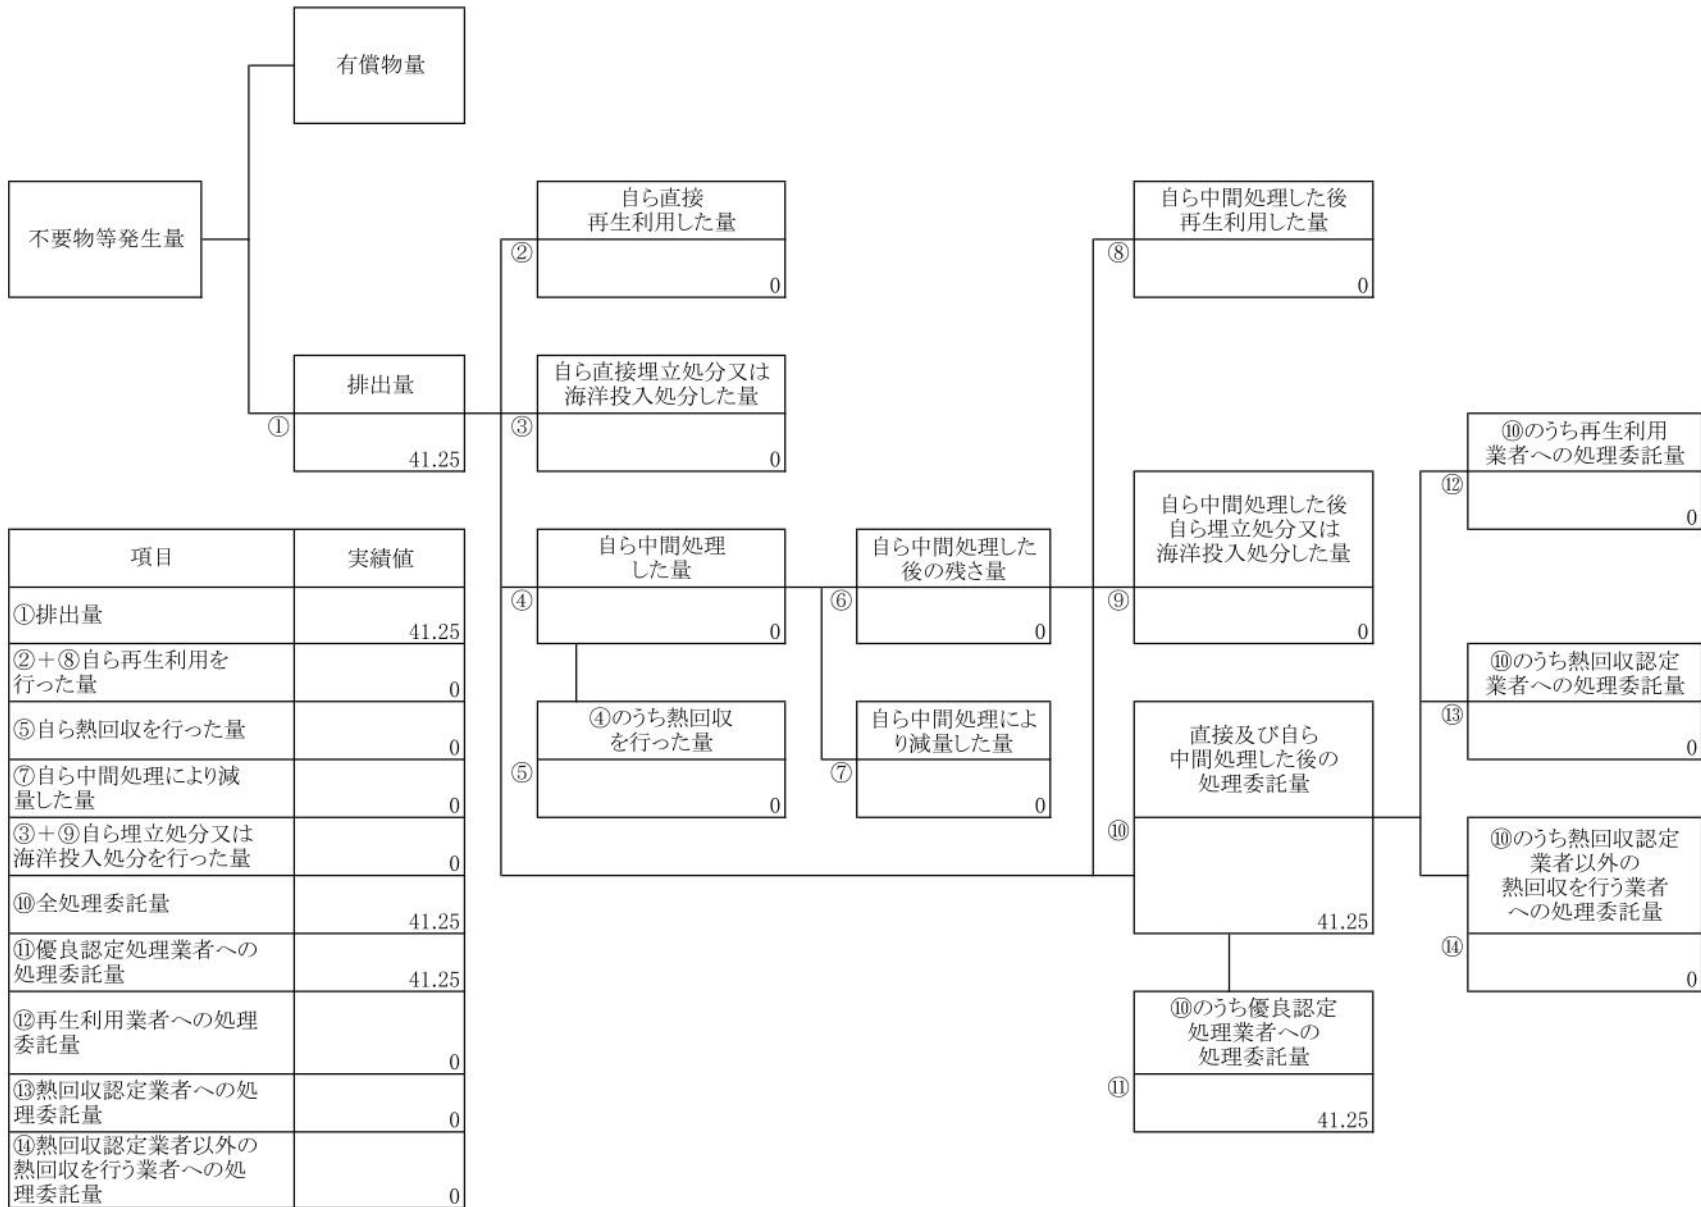 有償物量
不要物等発生量
排出量
①
41.25
自ら直接
再生利用した量
②
0
自ら直接埋立処分又は
海洋投入処分した量
③
0
自ら中間処理
した量
④
0
④のうち熱回収
を行った量
⑤
0
自ら中間処理した
後の残さ量
⑥
0
自ら中間処理によ
り減量した量
⑦
0
自ら中間処理した後
再生利用した量
⑧
0
自ら中間処理した後
自ら埋立処分又は
海洋投入処分した量
⑨
0
直接及び自ら
中間処理した後の
処理委託量
⑩
41.25
⑩のうち優良認定
処理業者への
処理委託量
⑪
41.25
⑩のうち再生利用
業者への処理委託量
⑫
0
⑩のうち熱回収認定
業者への処理委託量
⑬
0
⑩のうち熱回収認定
業者以外の
熱回収を行う業者
への処理委託量
⑭
0
項目 実績値
①排出量
41.25
②＋⑧自ら再生利用を
行った量
0
⑤自ら熱回収を行った量
0
⑦自ら中間処理により減
量した量
0
③＋⑨自ら埋立処分又は
海洋投入処分を行った量
0
⑩全処理委託量
41.25
⑪優良認定処理業者への
処理委託量
41.25
⑫再生利用業者への処理
委託量
0
⑬熱回収認定業者への処
理委託量
0
⑭熱回収認定業者以外の
熱回収を行う業者への処
理委託量
0